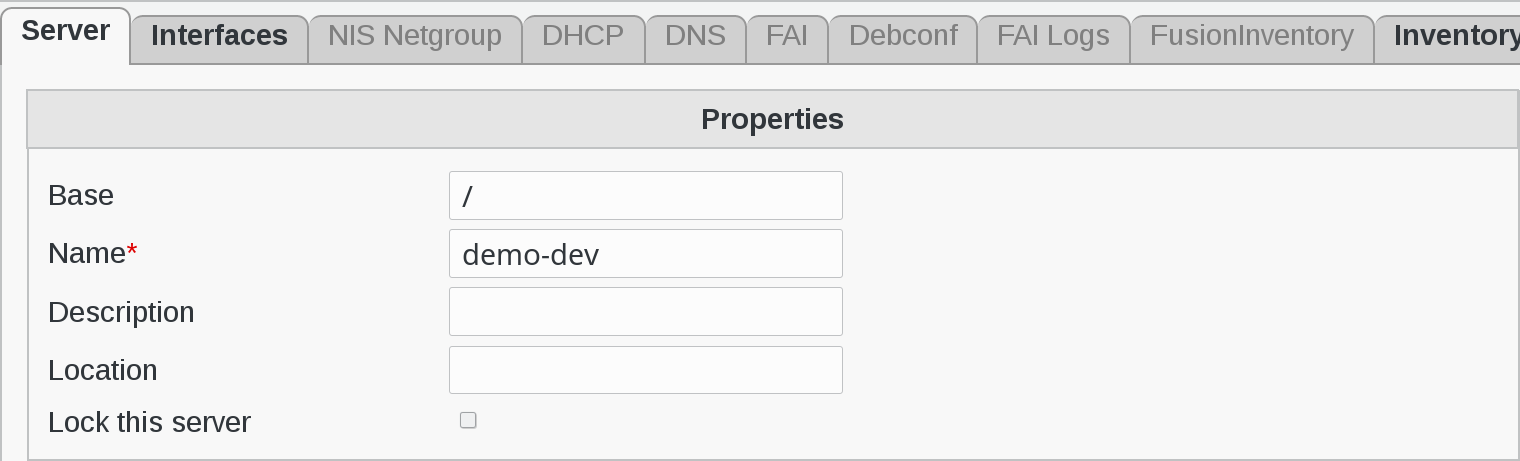 Server Interfaces NIS Netgroup DHCP DNS FAI Debconf FAI Logs FusionInventory Inventory
Properties
Base /
Name* demo-dev
Description
Location
Lock this server